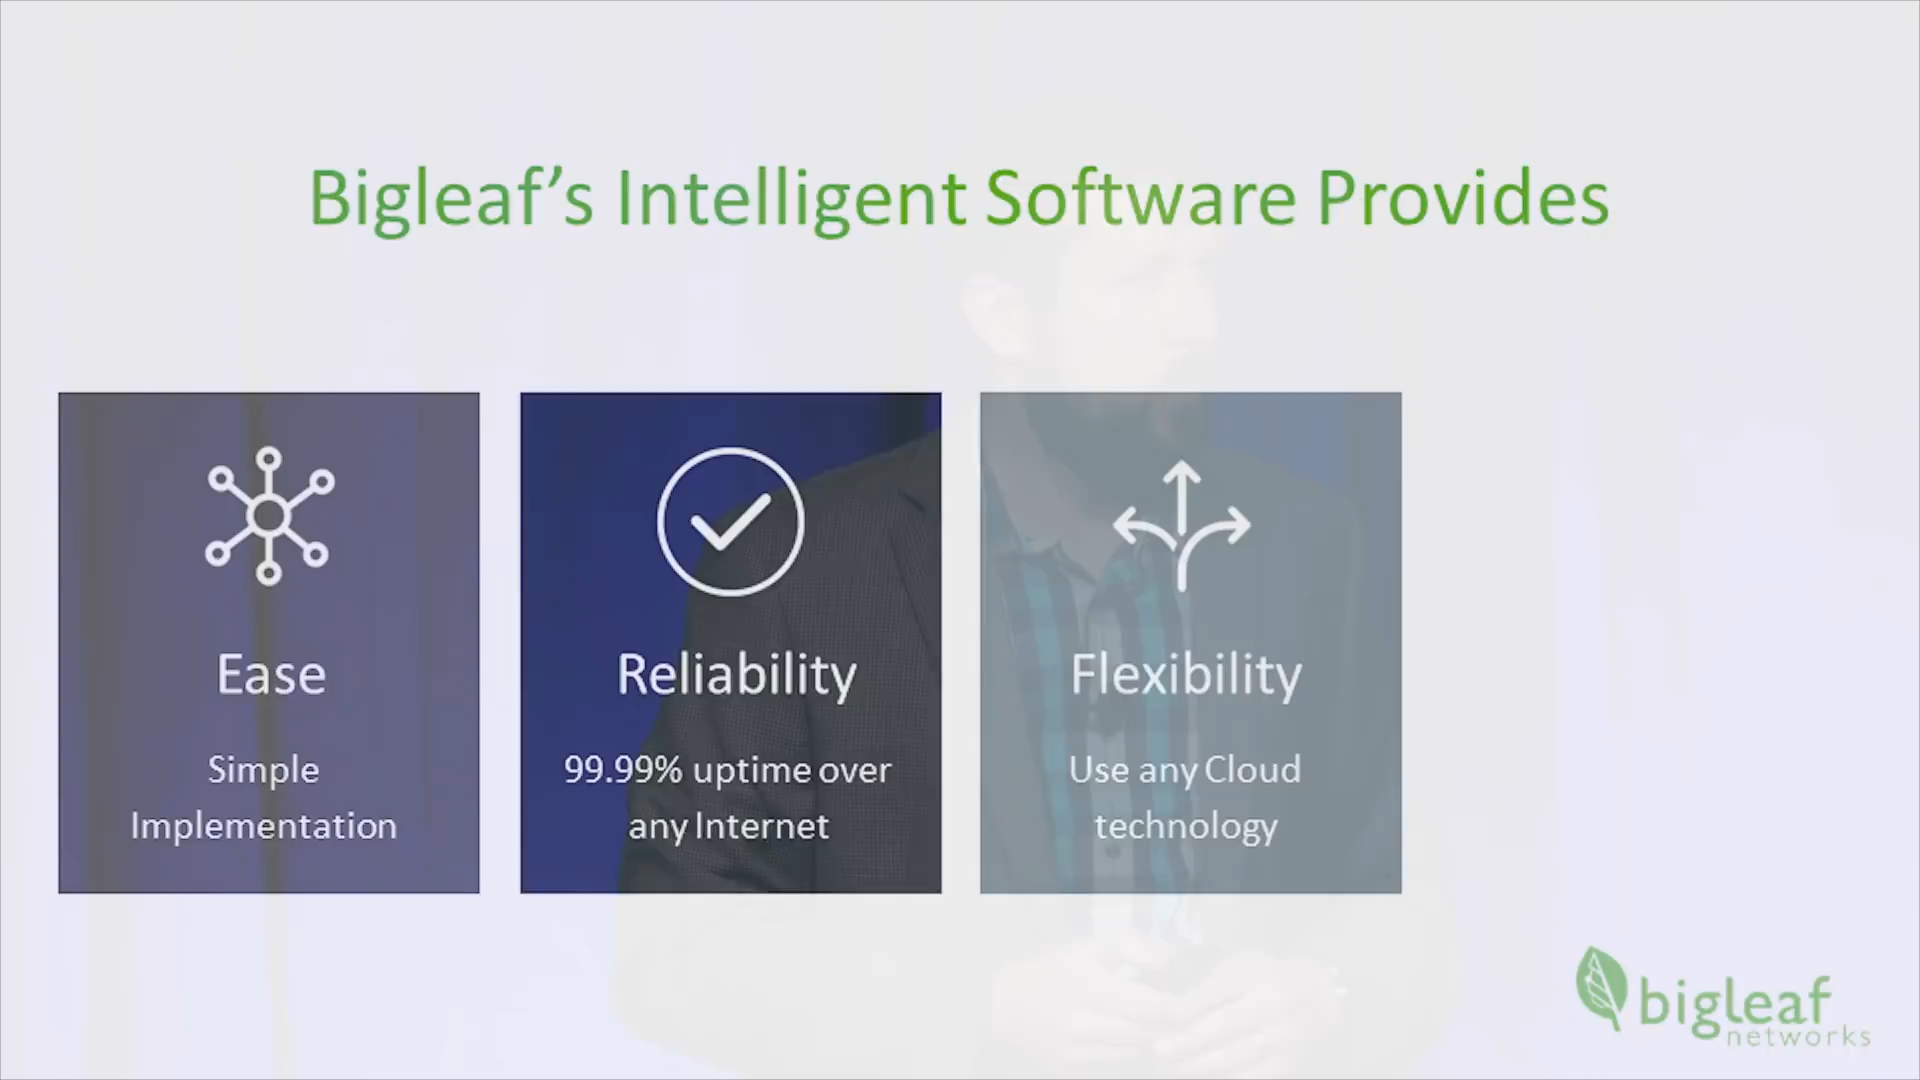 Bigleaf’s Intelligent Software Provides
Ease
Simple
Implementation
Reliability
99.99% uptime over
any Internet
Flexibility
Use any Cloud
technology
bigleaf
networks